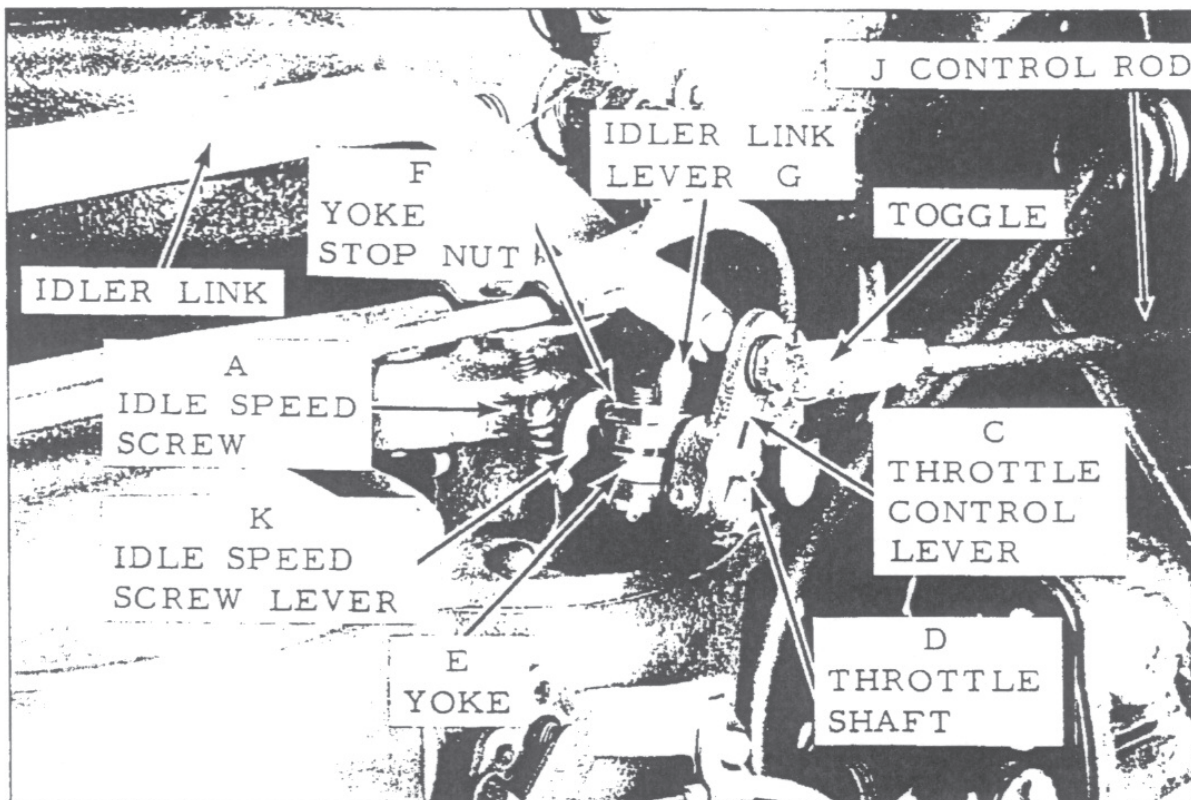 J CONTROL ROD
IDLER LINK
LEVER G
F
YOKE
STOP NUT
TOGGLE
IDLER LINK
A
IDLE SPEED
SCREW
C
THROTTLE
CONTROL
LEVER
K
IDLE SPEED
SCREW LEVER
E
YOKE
D
THROTTLE
SHAFT